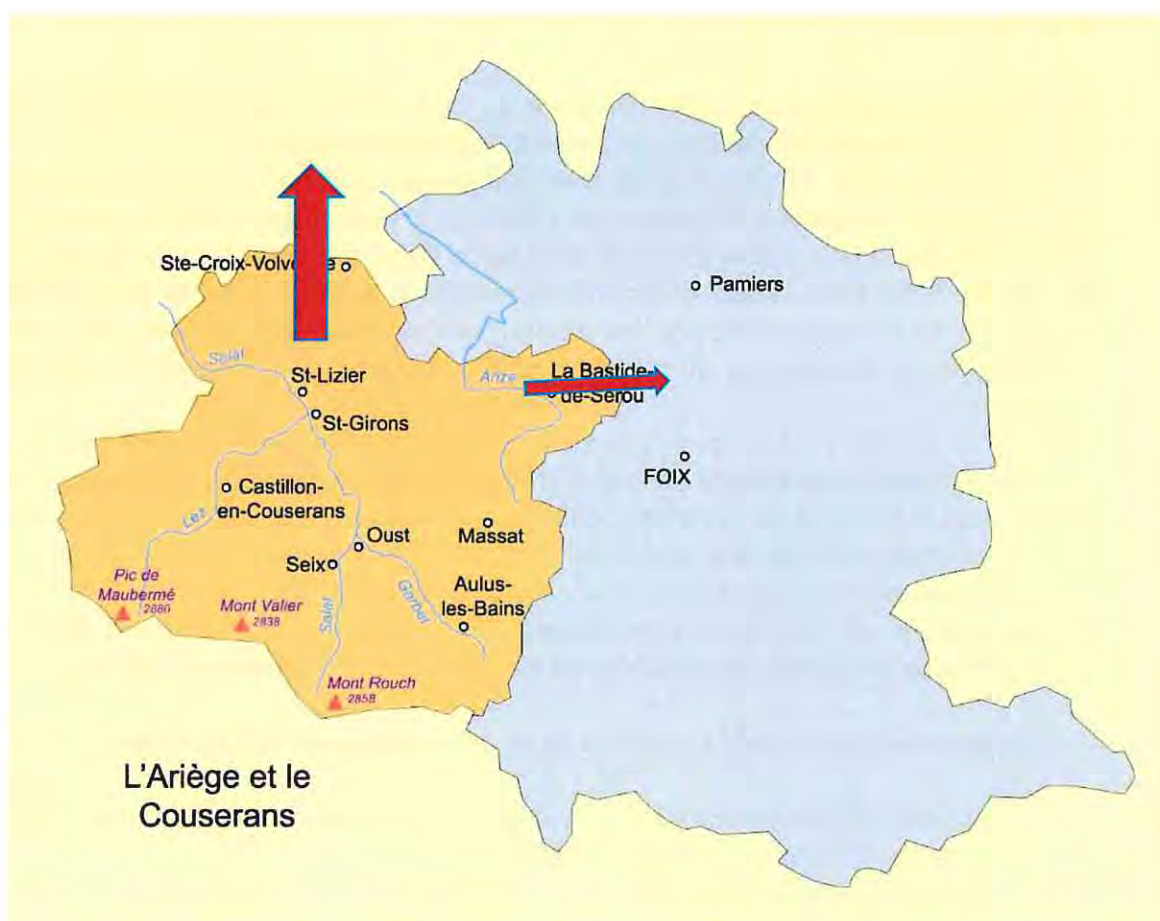 Ste-Croix-Volve e
Pamiers
Salat
St-Lizier
Arize
La Bastide-
de-Sérou
St-Girons
FOIX
Castillon-
en-Couserans
Lez
Oust
Massat
Seix
Pic de
Maubermé
2880
Mont Valier
2838
Salat
Garbet
Aulus-
les-Bains
Mont Rouch
2858
L'Ariège et le
Couserans